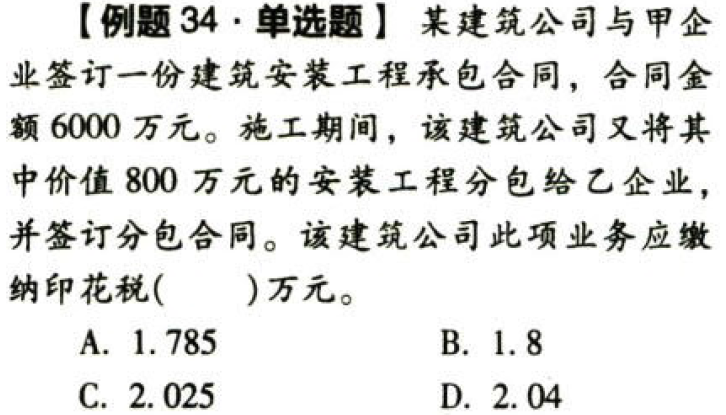 【例题 34·单选题】 某建筑公司与甲企
业签订一份建筑安装工程承包合同，合同金
额 6000 万元。施工期间，该建筑公司又将其
中价值 800 万元的安装工程分包给乙企业，
并签订分包合同。该建筑公司此项业务应缴
纳印花税(  )万元。
A. 1.785 B. 1.8
C. 2.025 D. 2.04